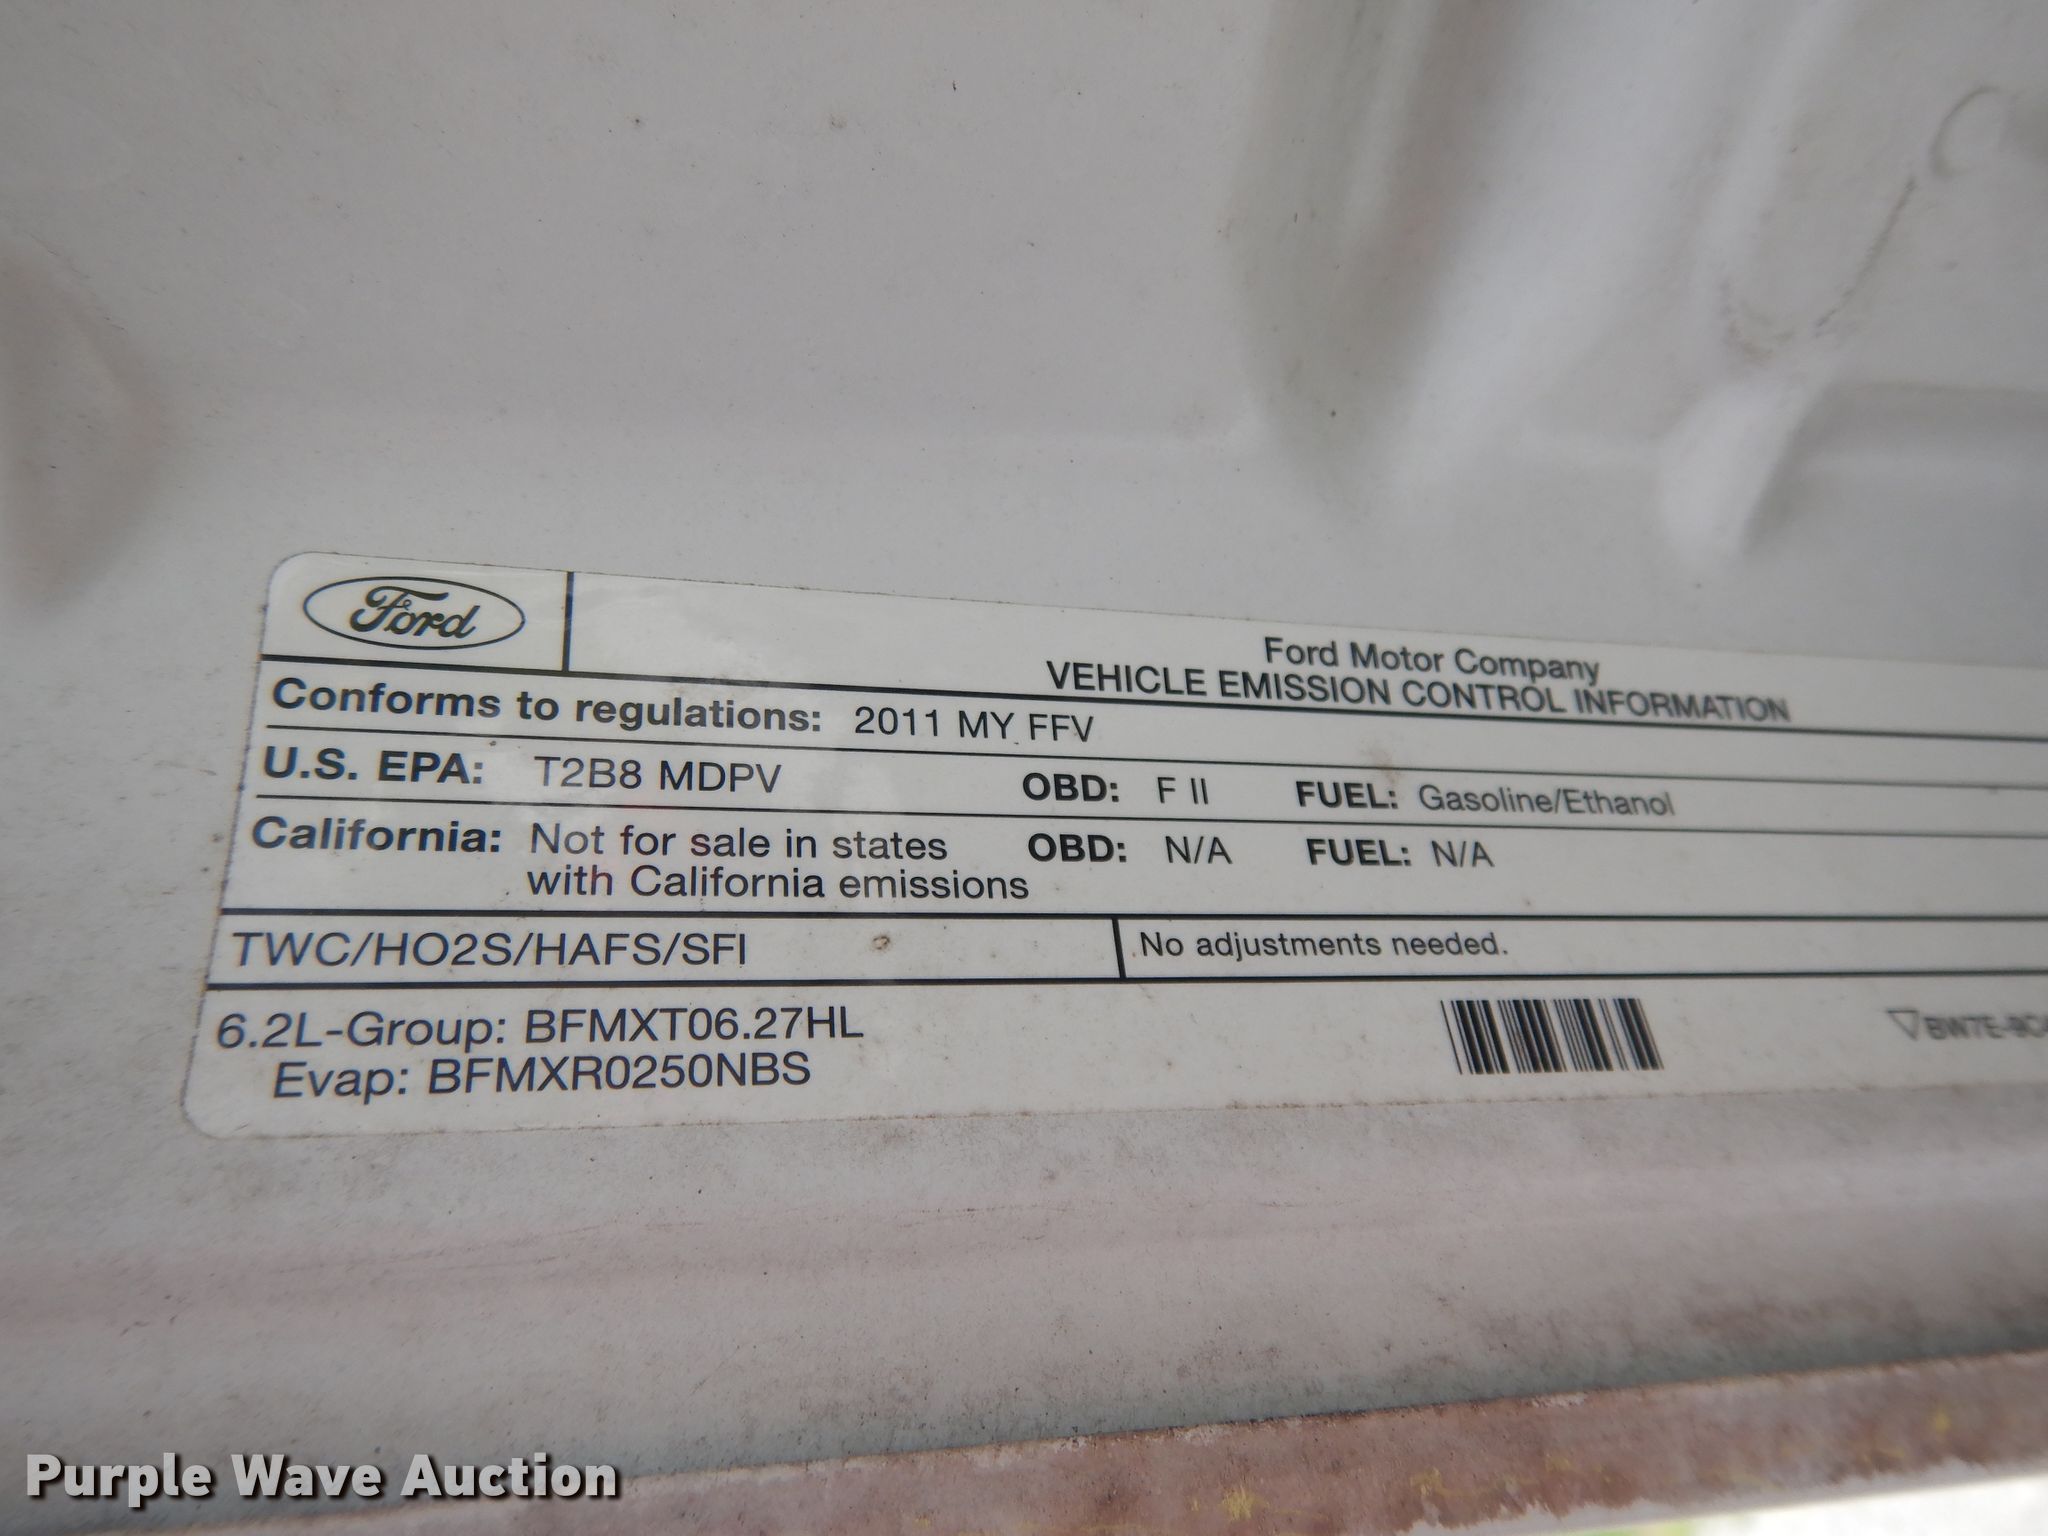 Ford
Ford Motor Company
VEHICLE EMISSION CONTROL INFORMATION
Conforms to regulations: 2011 MY FFV
U.S. EPA: T2B8 MDPV OBD: F II FUEL: Gasoline/Ethanol
California: Not for sale in states OBD: N/A FUEL: N/A
with California emissions
TWC/HO2S/HAFS/SFI No adjustments needed.
6.2L-Group: BFMXT06.27HL
Evap: BFMXR0250NBS
Purple Wave Auction